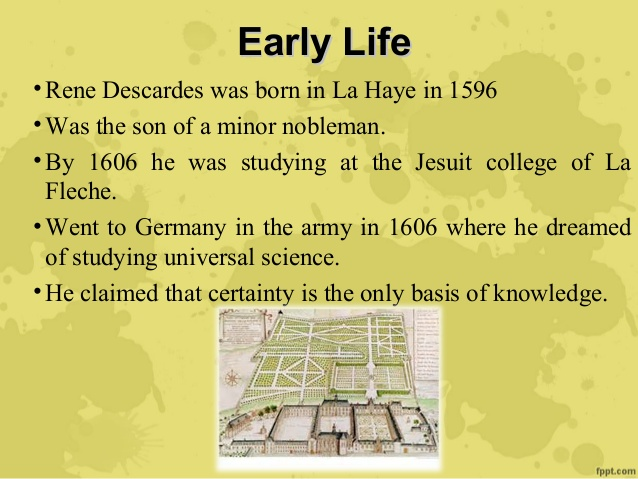 Early Life
• Rene Descardes was born in La Haye in 1596
• Was the son of a minor nobleman.
• By 1606 he was studying at the Jesuit college of La
Fleche.
• Went to Germany in the army in 1606 where he dreamed
of studying universal science.
• He claimed that certainty is the only basis of knowledge.
fppt.com